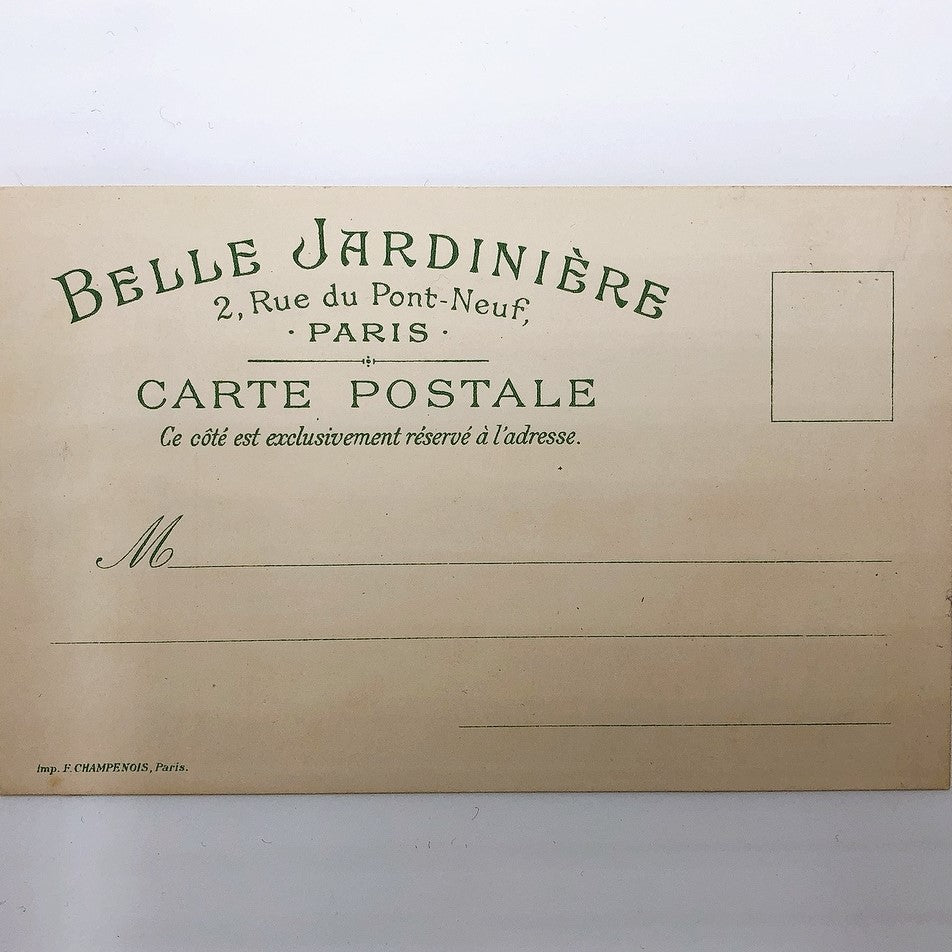 BELLE JARDINIÈRE
2, Rue du Pont-Neuf,
· PARIS ·
CARTE POSTALE
Ce côté est exclusivement réservé à l'adresse.
M
Imp. F. CHAMPENOIS, Paris.